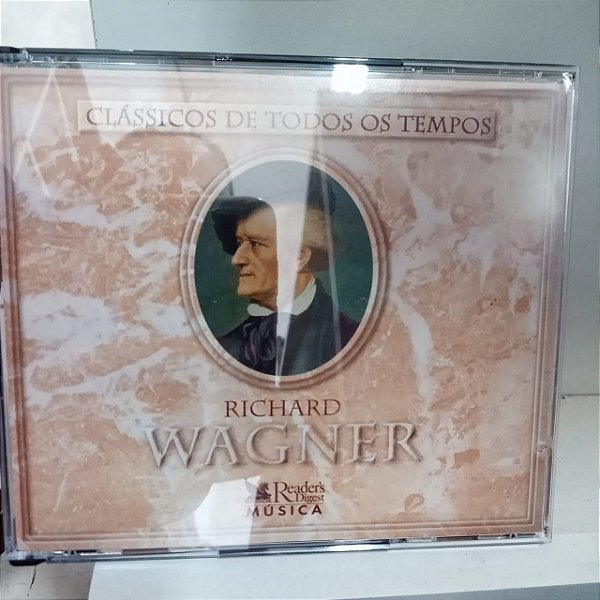 CLÁSSICOS DE TODOS OS TEMPOS
RICHARD
WAGNER
Reader's
Digest
MÚSICA